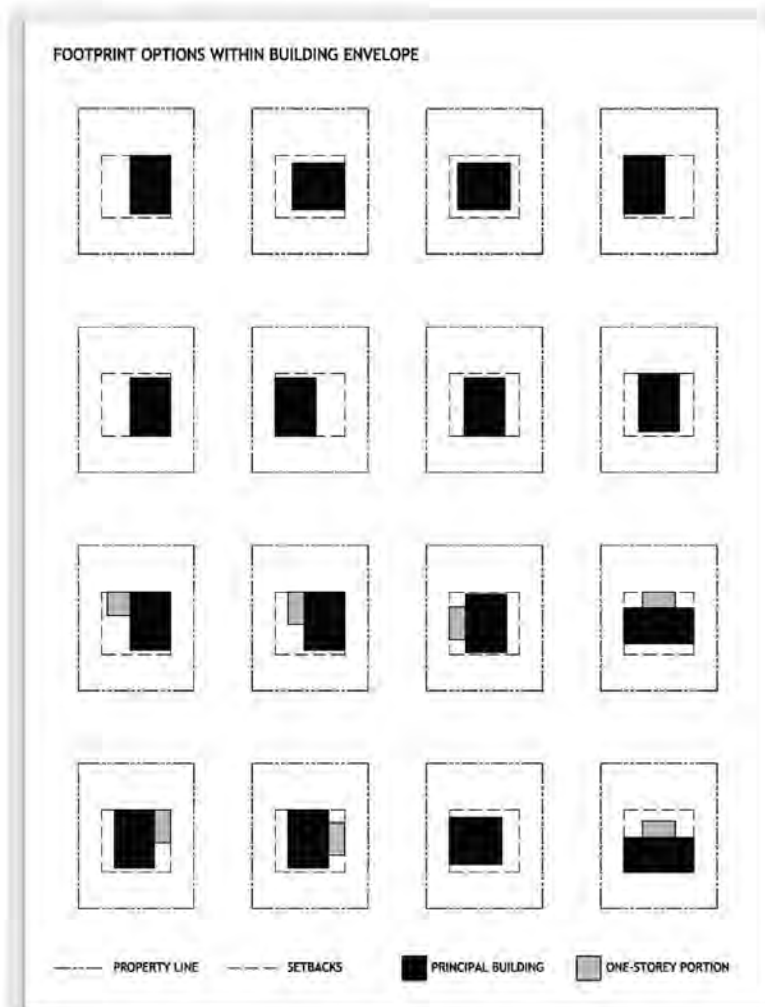 FOOTPRINT OPTIONS WITHIN BUILDING ENVELOPE
PROPERTY LINE
SETBACKS
PRINCIPAL BUILDING
ONE-STOREY PORTION